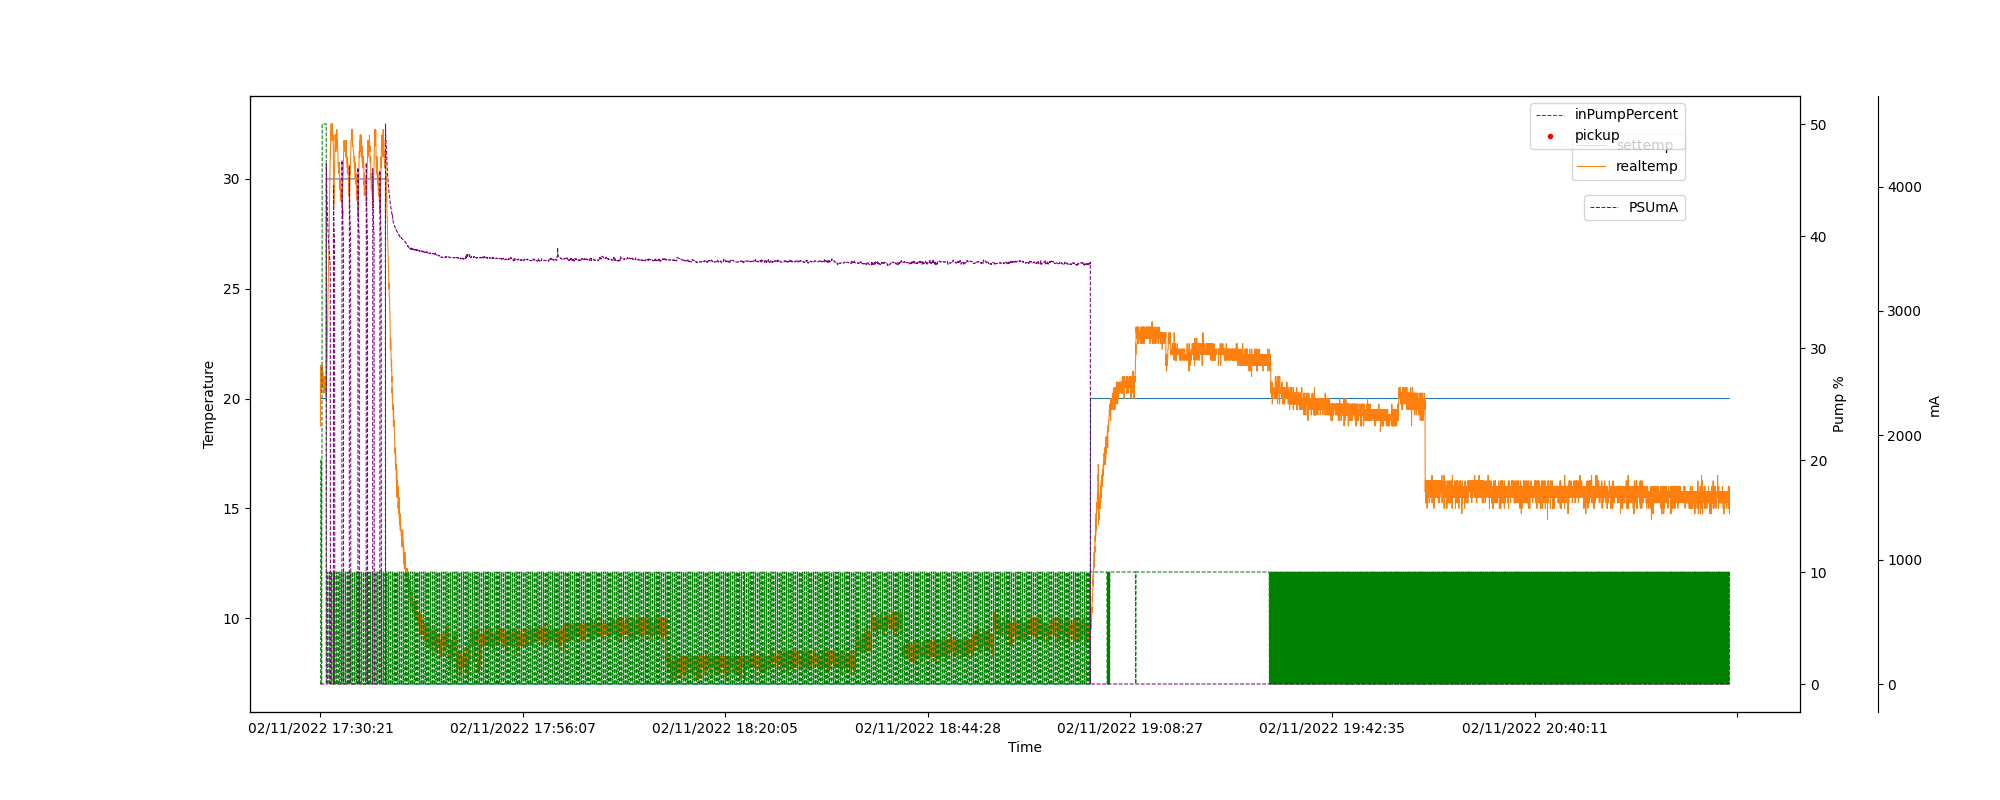 inPumpPercent
pickup
settemp
realtemp
PSUmA
Temperature
30
25
20
15
10
50
40
30
20
10
0
Pump %
4000
3000
2000
1000
0
mA
02/11/2022 17:30:21
02/11/2022 17:56:07
02/11/2022 18:20:05
02/11/2022 18:44:28
02/11/2022 19:08:27
02/11/2022 19:42:35
02/11/2022 20:40:11
Time